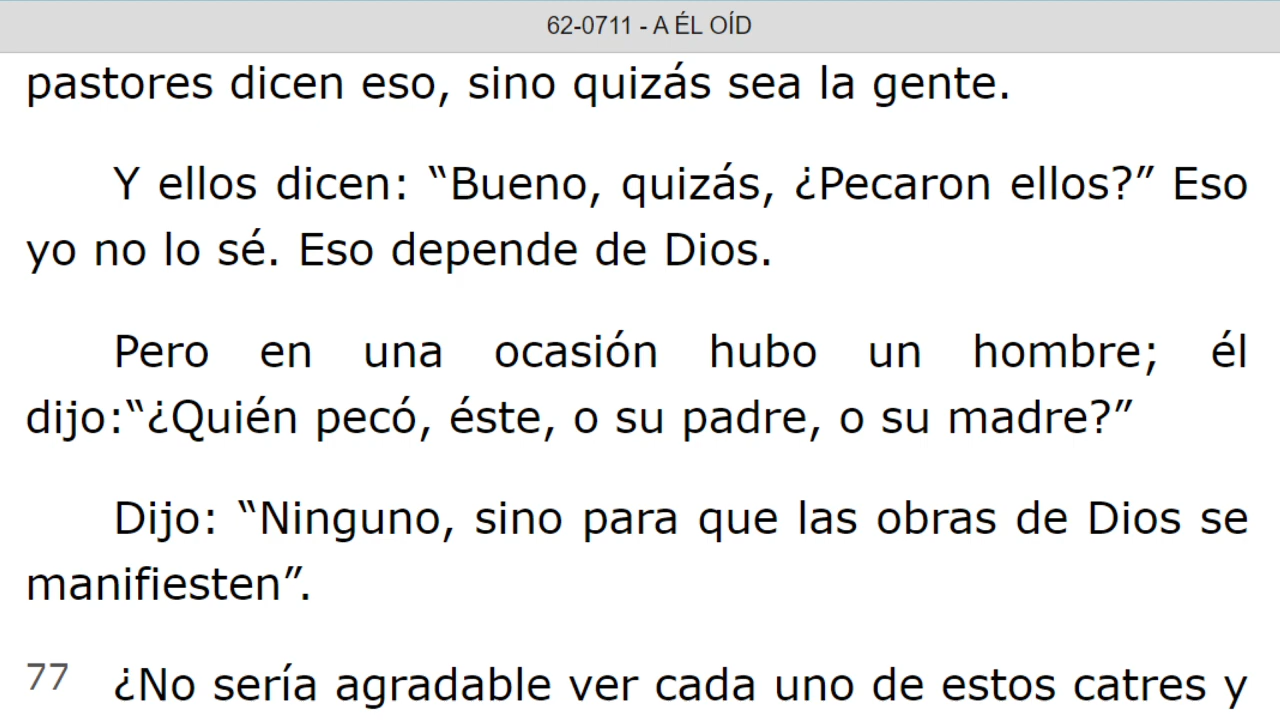 62-0711 - A ÉL OÍD
pastores dicen eso, sino quizás sea la gente.
Y ellos dicen: “Bueno, quizás, ¿Pecaron ellos?” Eso
yo no lo sé. Eso depende de Dios.
Pero en una ocasión hubo un hombre; él
dijo:“¿Quién pecó, éste, o su padre, o su madre?”
Dijo: “Ninguno, sino para que las obras de Dios se
manifiesten”.
77 ¿No sería agradable ver cada uno de estos catres y